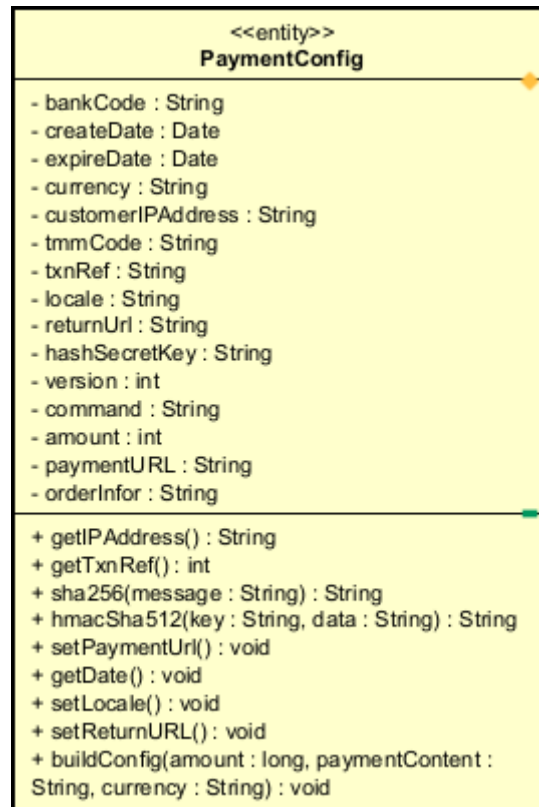 <<entity>>
PaymentConfig
- bankCode : String
- createDate : Date
- expireDate : Date
- currency : String
- customerIPAddress : String
- tmmCode : String
- txnRef : String
- locale : String
- returnUrl : String
- hashSecretKey : String
- version : int
- command : String
- amount : int
- paymentURL : String
- orderInfor : String
+ getIPAddress() : String
+ getTxnRef() : int
+ sha256(message : String) : String
+ hmacSha512(key : String, data : String) : String
+ setPaymentUrl() : void
+ getDate() : void
+ setLocale() : void
+ setReturnURL() : void
+ buildConfig(amount : long, paymentContent :
String, currency : String) : void